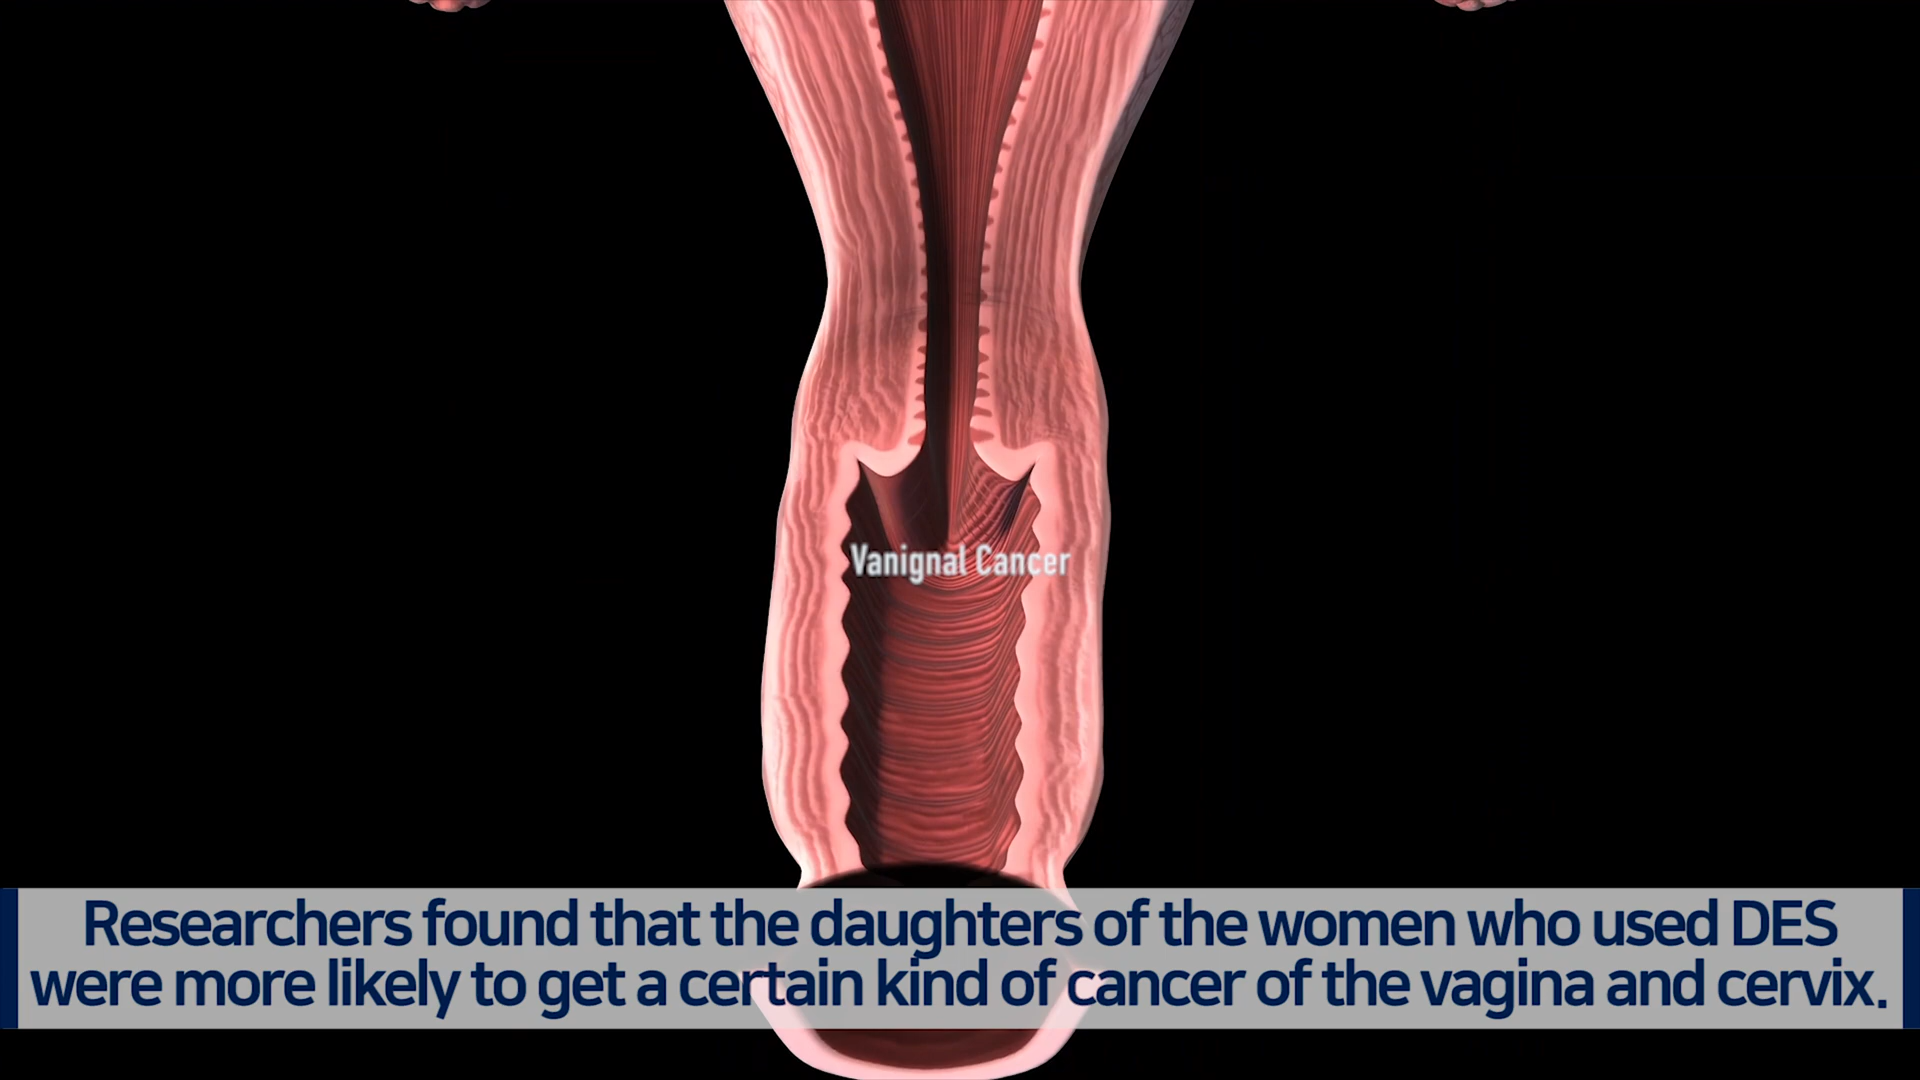 Vanignal Cancer
Researchers found that the daughters of the women who used DES
were more likely to get a certain kind of cancer of the vagina and cervix.